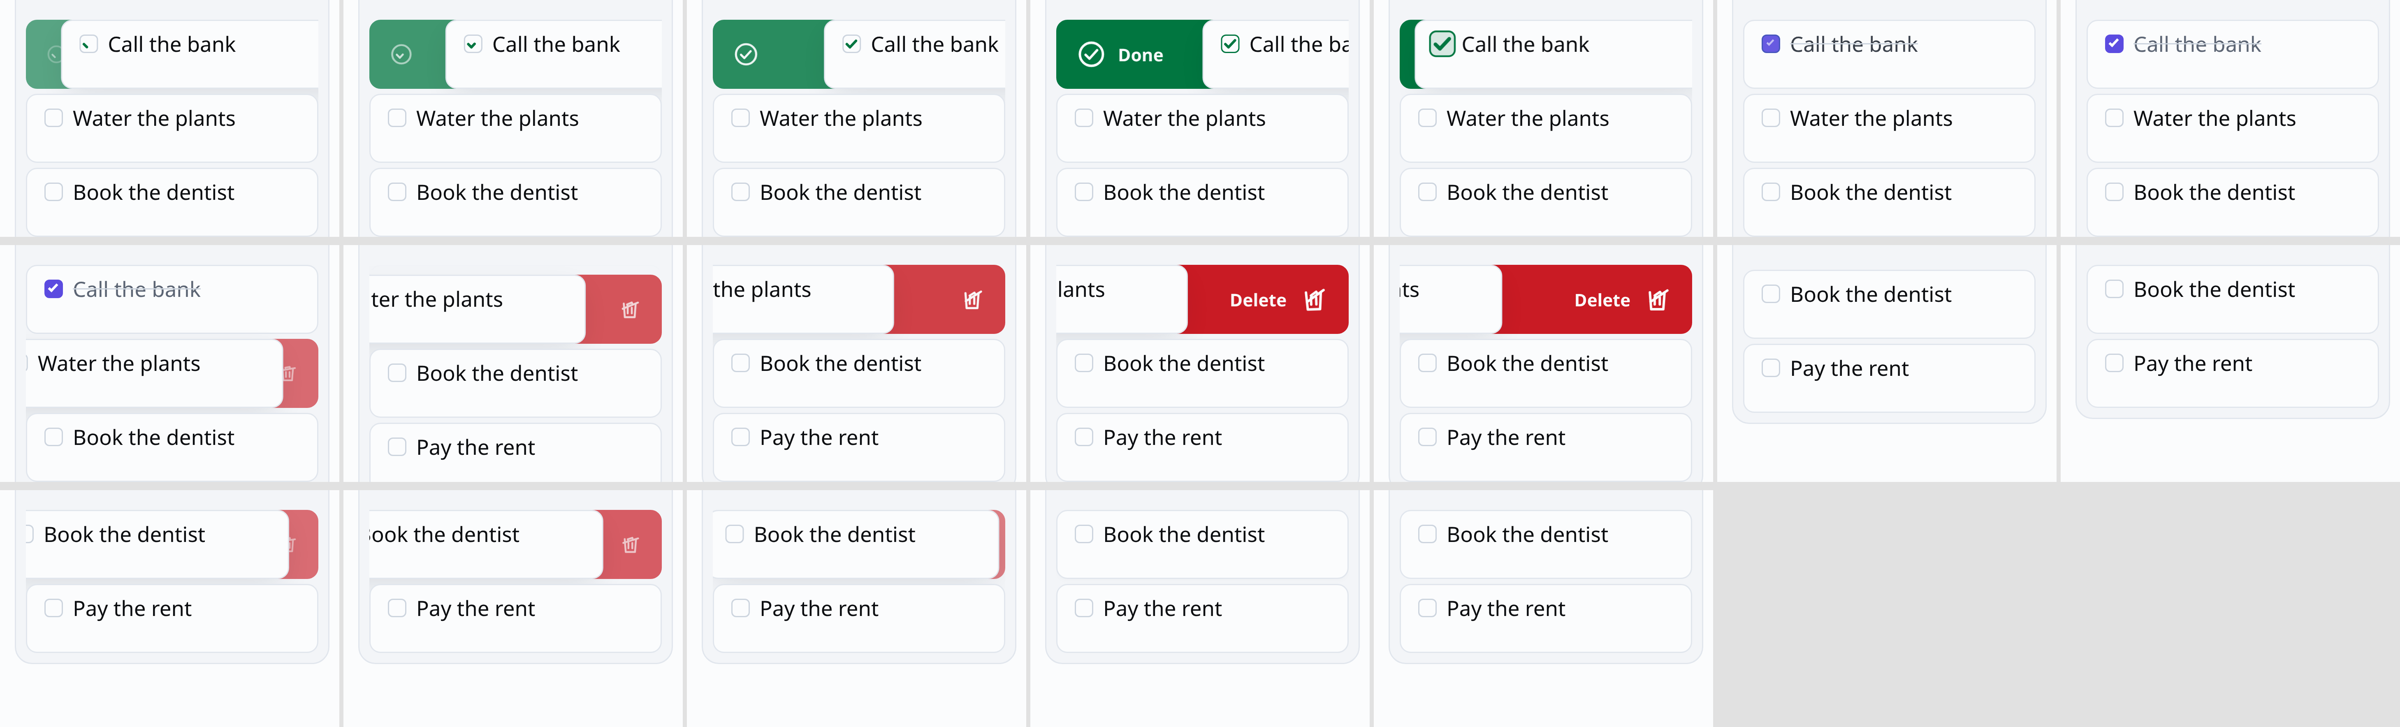 Call the bank
Water the plants
Book the dentist
Call the bank
Water the plants
Book the dentist
Call the bank
Water the plants
Book the dentist
Done Call the ba
Water the plants
Book the dentist
Call the bank
Water the plants
Book the dentist
Call the bank
Water the plants
Book the dentist
Call the bank
Water the plants
Book the dentist
Call the bank
Water the plants
Book the dentist
ter the plants
Book the dentist
Pay the rent
the plants
Book the dentist
Pay the rent
lants Delete
Book the dentist
Pay the rent
ts Delete
Book the dentist
Pay the rent
Book the dentist
Pay the rent
Book the dentist
Pay the rent
Book the dentist
Pay the rent
ook the dentist
Pay the rent
Book the dentist
Pay the rent
Book the dentist
Pay the rent
Book the dentist
Pay the rent